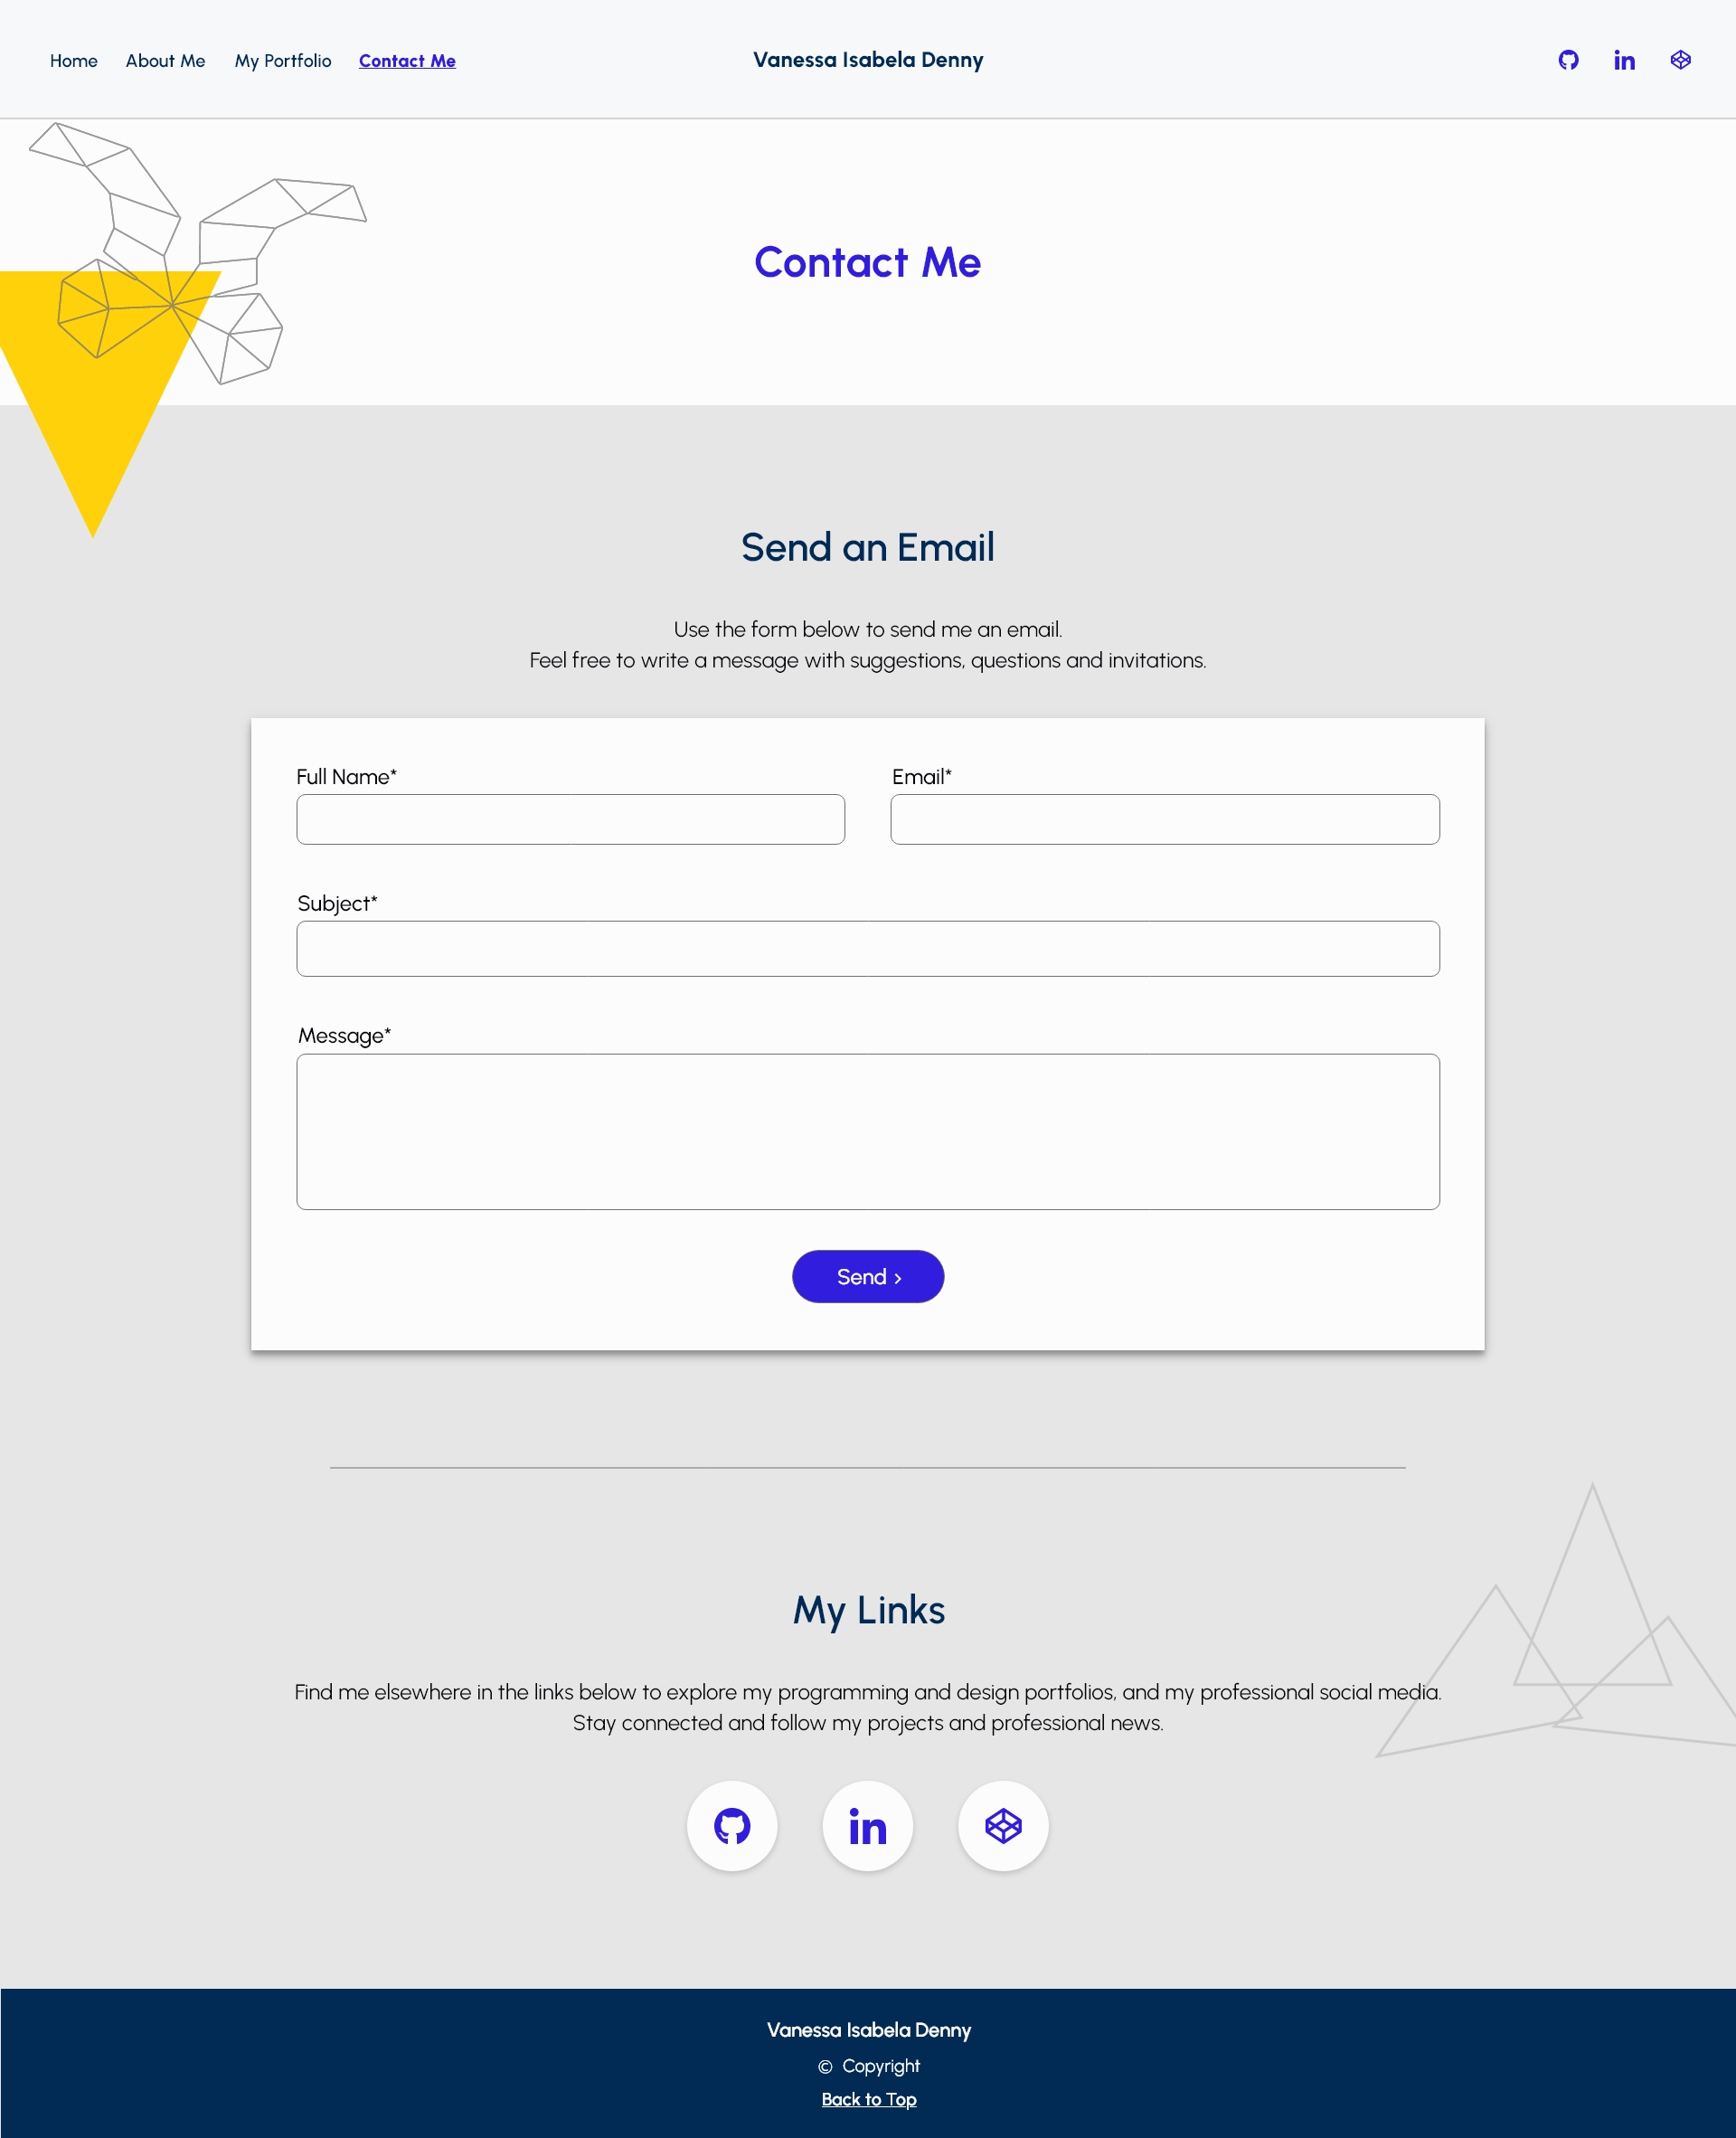 Home About Me My Portfolio Contact Me Vanessa Isabela Denny
Contact Me
Send an Email
Use the form below to send me an email.
Feel free to write a message with suggestions, questions and invitations.
Full Name* Email*
Subject*
Message*
Send ›
My Links
Find me elsewhere in the links below to explore my programming and design portfolios, and my professional social media.
Stay connected and follow my projects and professional news.
Vanessa Isabela Denny
© Copyright
Back to Top